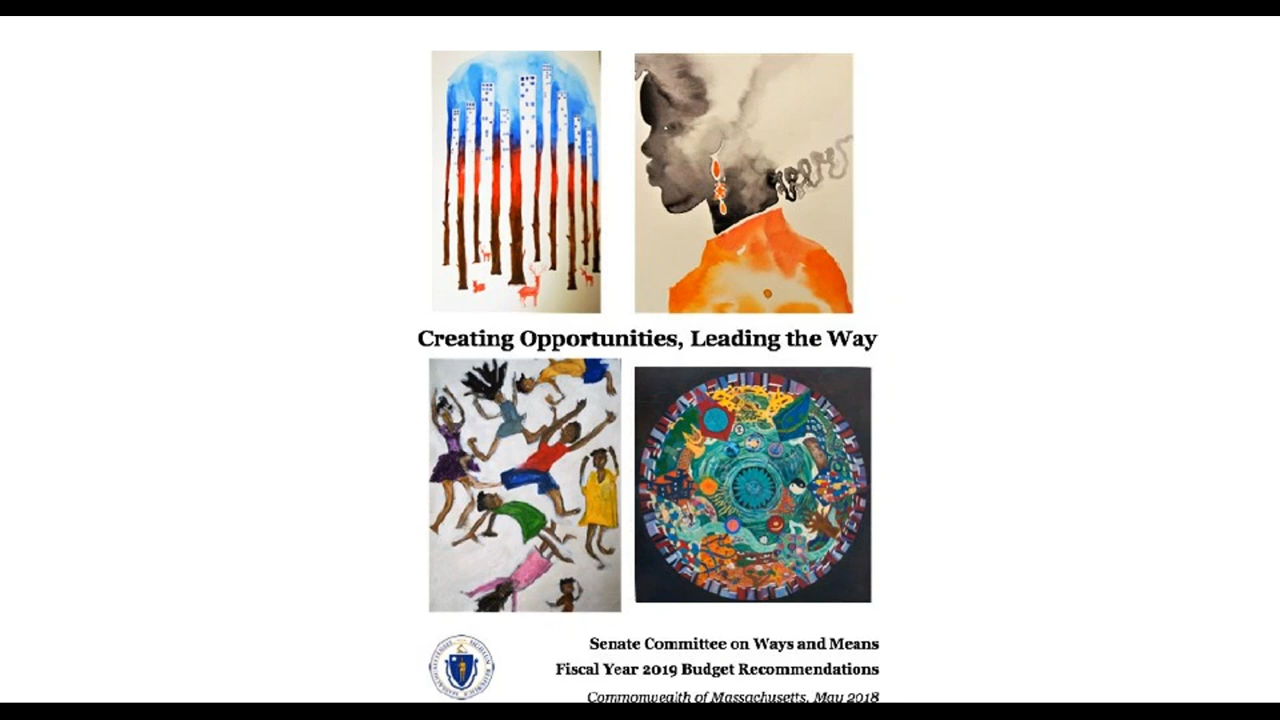 Creating Opportunities, Leading the Way
Senate Committee on Ways and Means
Fiscal Year 2019 Budget Recommendations
Commonwealth of Massachusetts, May 2018